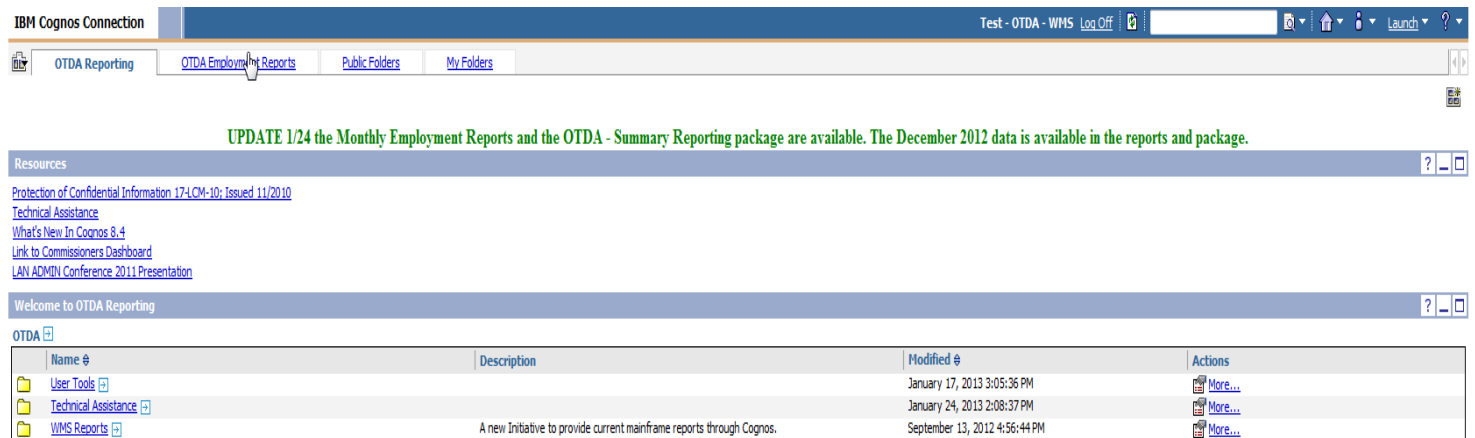 IBM Cognos Connection Test - OTDA - WMS Log Off Launch ?
OTDA Reporting OTDA Employment Reports Public Folders My Folders
UPDATE 1/24 the Monthly Employment Reports and the OTDA - Summary Reporting package are available. The December 2012 data is available in the reports and package.
Resources ?
Protection of Confidential Information 17-LCM-10; Issued 11/2010
Technical Assistance
What's New In Cognos 8.4
Link to Commissioners Dashboard
LAN ADMIN Conference 2011 Presentation
Welcome to OTDA Reporting ?
OTDA
Name Description Modified Actions
User Tools January 17, 2013 3:05:36 PM More...
Technical Assistance January 24, 2013 2:08:37 PM More...
WMS Reports A new Initiative to provide current mainframe reports through Cognos. September 13, 2012 4:56:44 PM More...